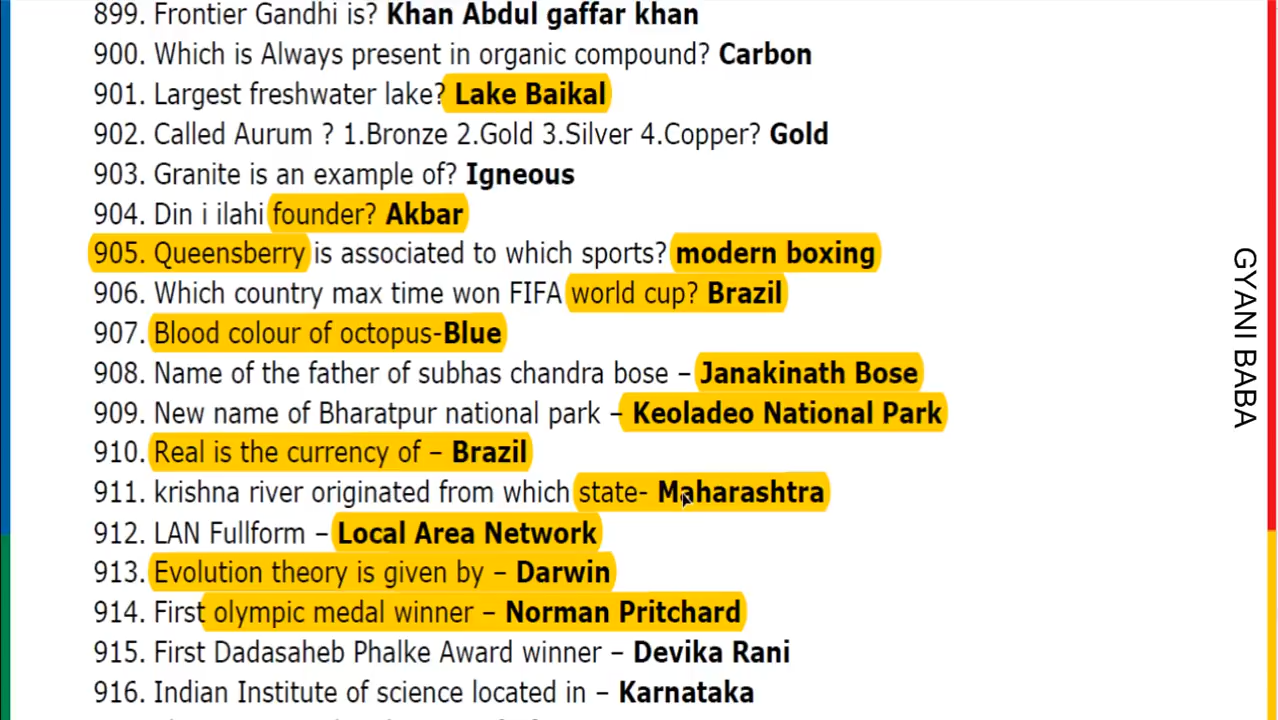 899. Frontier Gandhi is? Khan Abdul gaffar khan
900. Which is Always present in organic compound? Carbon
901. Largest freshwater lake? Lake Baikal
902. Called Aurum ? 1.Bronze 2.Gold 3.Silver 4.Copper? Gold
903. Granite is an example of? Igneous
904. Din i ilahi founder? Akbar
905. Queensberry is associated to which sports? modern boxing
906. Which country max time won FIFA world cup? Brazil
907. Blood colour of octopus-Blue
908. Name of the father of subhas chandra bose – Janakinath Bose
909. New name of Bharatpur national park – Keoladeo National Park
910. Real is the currency of – Brazil
911. krishna river originated from which state- Maharashtra
912. LAN Fullform – Local Area Network
913. Evolution theory is given by – Darwin
914. First olympic medal winner – Norman Pritchard
915. First Dadasaheb Phalke Award winner – Devika Rani
916. Indian Institute of science located in – Karnataka
GYANI BABA